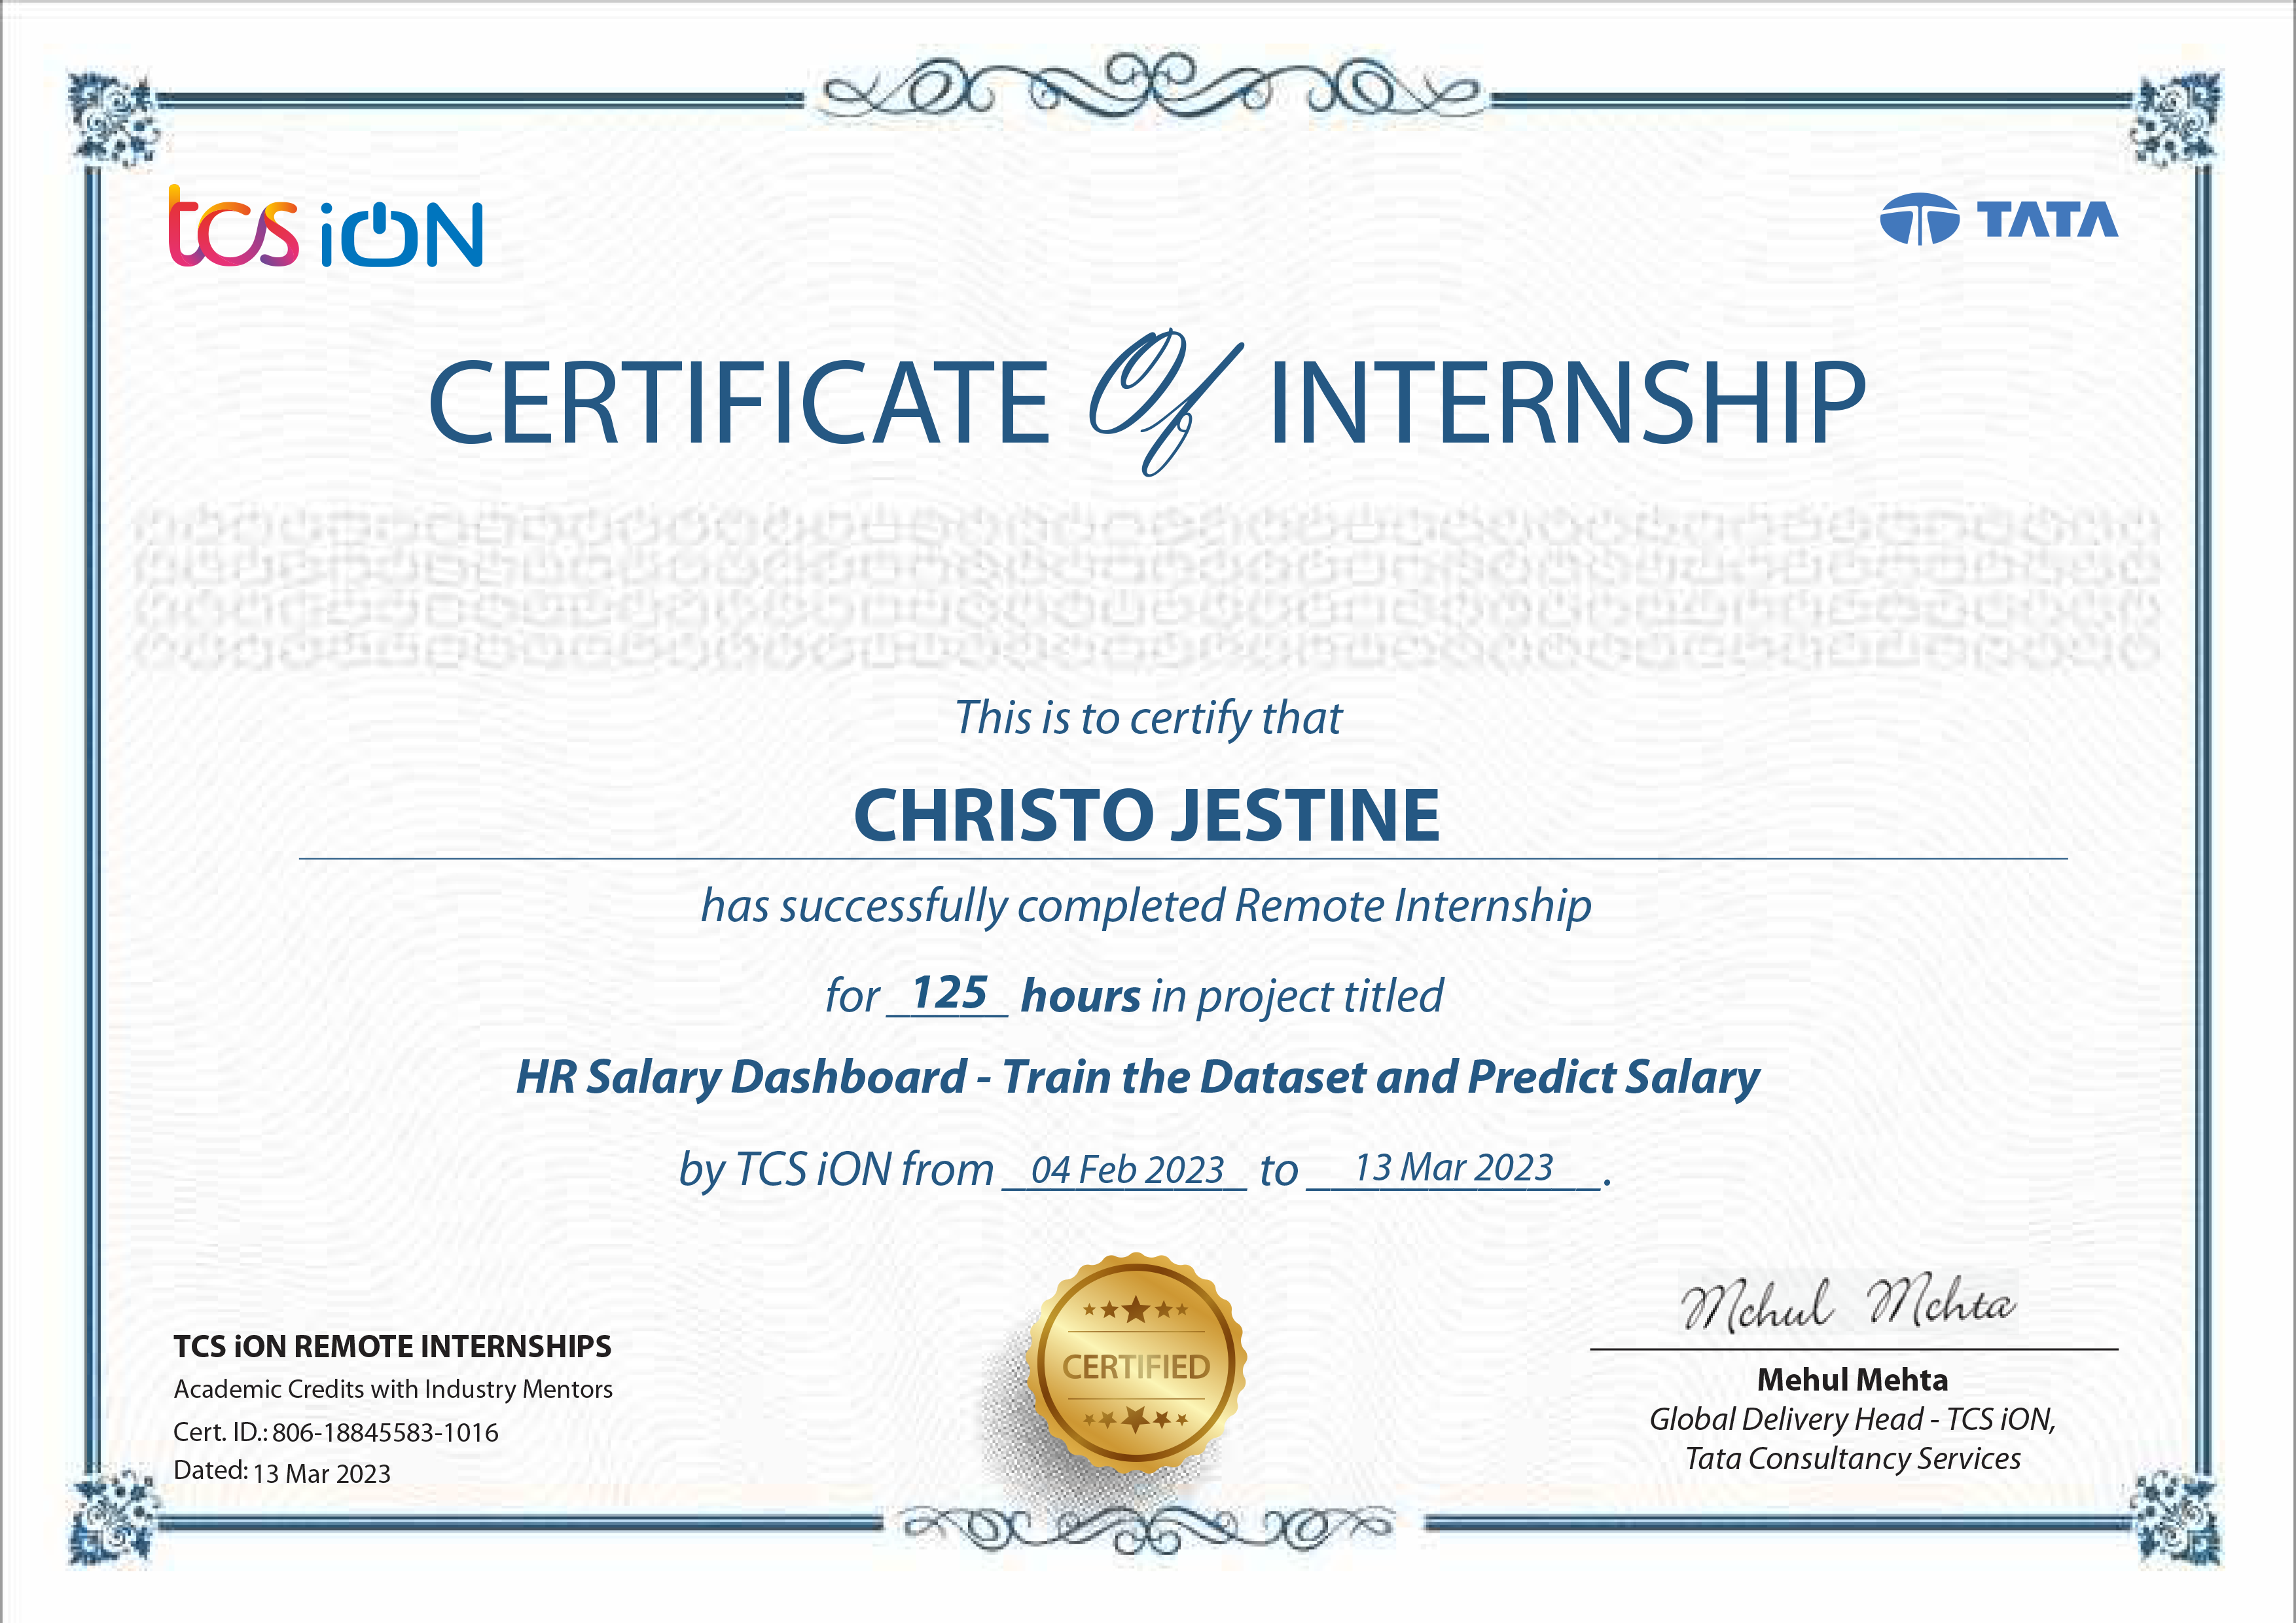 tcs iON
TATA
CERTIFICATE Of INTERNSHIP
This is to certify that
CHRISTO JESTINE
has successfully completed Remote Internship
for 125 hours in project titled
HR Salary Dashboard - Train the Dataset and Predict Salary
by TCS iON from 04 Feb 2023 to 13 Mar 2023.
TCS iON REMOTE INTERNSHIPS
Academic Credits with Industry Mentors
Cert. ID.: 806-18845583-1016
Dated: 13 Mar 2023
CERTIFIED
Mehul Mehta
Mehul Mehta
Global Delivery Head - TCS iON,
Tata Consultancy Services